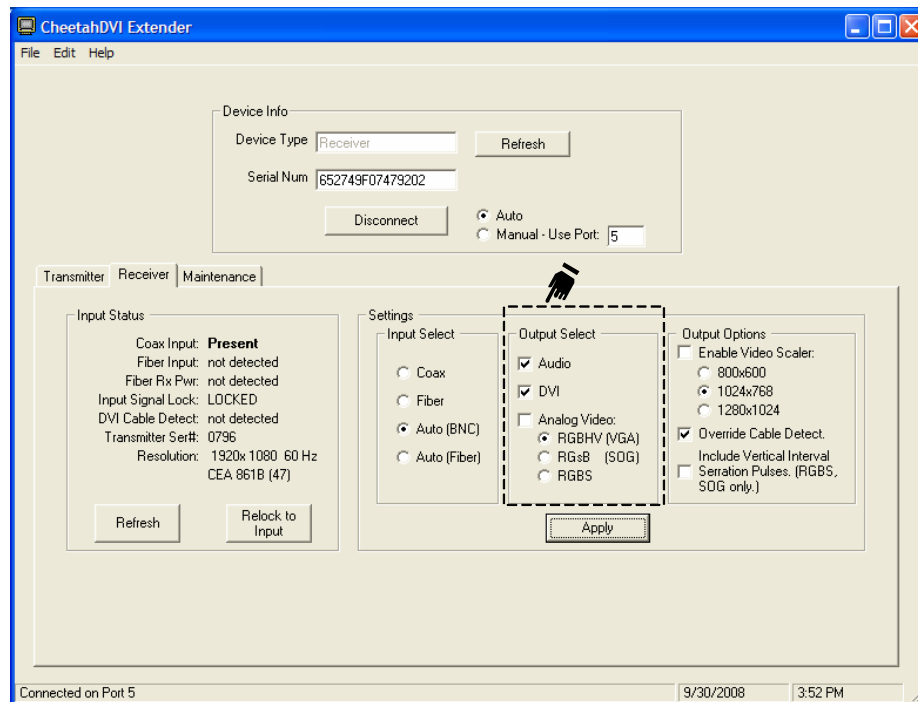 CheetahDVI Extender
File Edit Help
Device Info
Device Type Receiver Refresh
Serial Num 652749F07479202
Disconnect
Auto
Manual - Use Port: 5
Transmitter Receiver Maintenance
Input Status
Coax Input: Present
Fiber Input: not detected
Fiber Rx Pwr: not detected
Input Signal Lock: LOCKED
DVI Cable Detect: not detected
Transmitter Ser#: 0796
Resolution: 1920x 1080 60 Hz
CEA 861B (47)
Refresh
Relock to
Input
Settings
Input Select
Coax
Fiber
Auto (BNC)
Auto (Fiber)
Output Select
Audio
DVI
Analog Video:
RGBHV (VGA)
RGsB (SOG)
RGBS
Output Options
Enable Video Scaler:
800x600
1024x768
1280x1024
Override Cable Detect.
Include Vertical Interval
Serration Pulses. (RGBS,
SOG only.)
Apply
Connected on Port 5 9/30/2008 3:52 PM